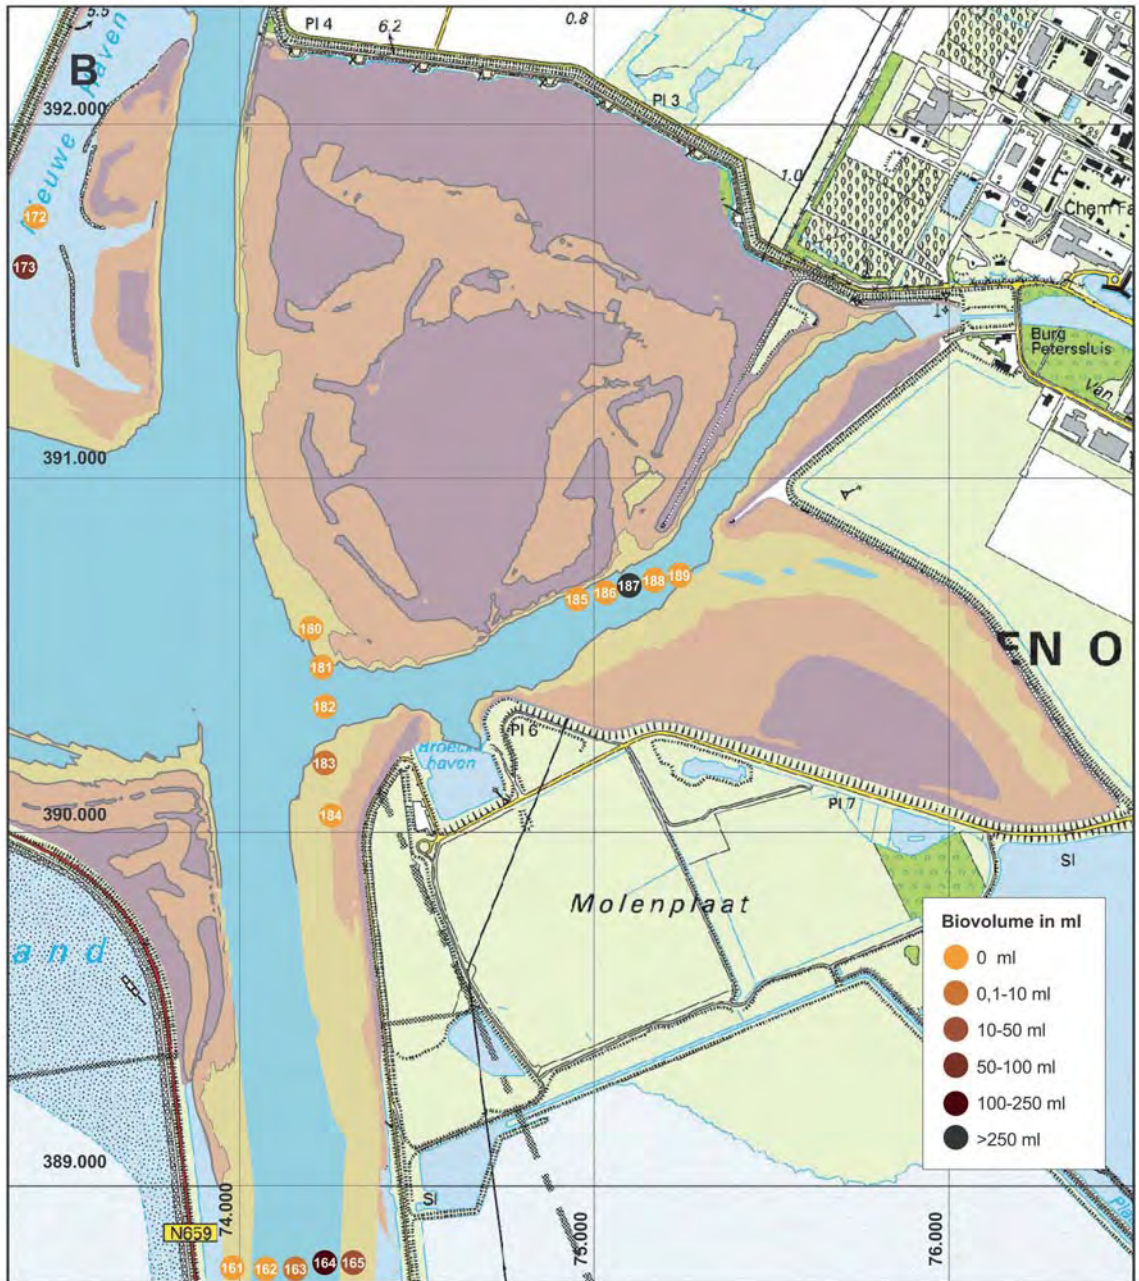 5.5
Pl 4
6.2
0.8
B
Nieuwe Haven
392.000
Pl 3
1.0
172
173
Chem Fa
Burg
Peterssluis
Van
391.000
180
181
182
183
184
185
186
187
188
189
EN O
Pl 6
haven
390.000
Pl 7
Sl
Molenplaat
and
Biovolume in ml
0 ml
0,1-10 ml
10-50 ml
50-100 ml
100-250 ml
>250 ml
389.000
Sl
74.000
75.000
76.000
N659
161
162
163
164
165